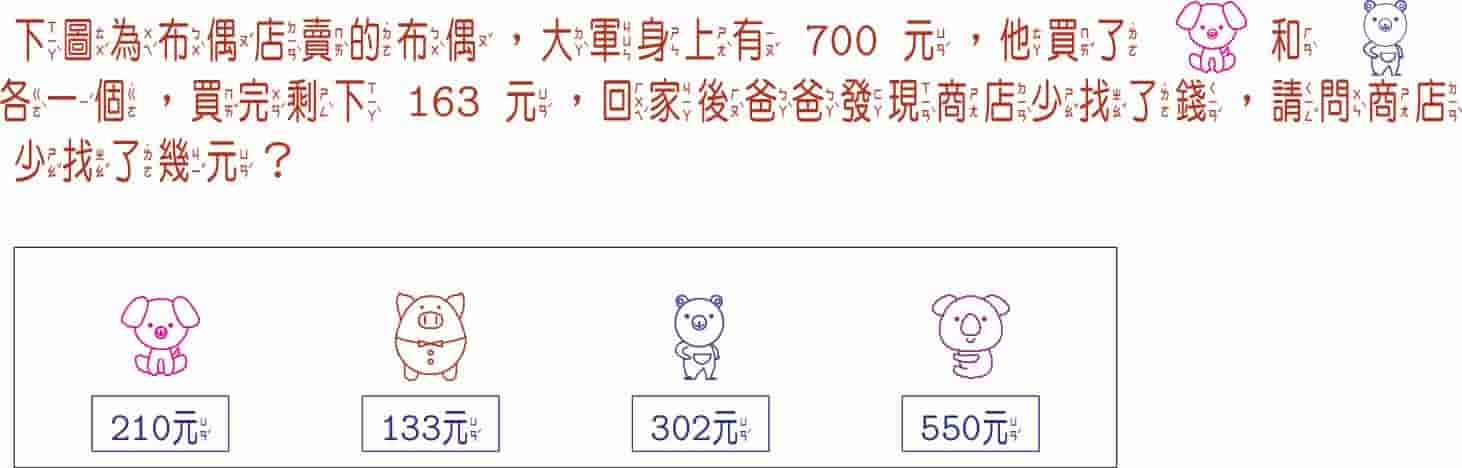 下圖為布偶店賣的布偶，大軍身上有 700 元，他買了 和
各一個，買完剩下 163 元，回家後爸爸發現商店少找了錢，請問商店
少找了幾元？
210元 133元 302元 550元